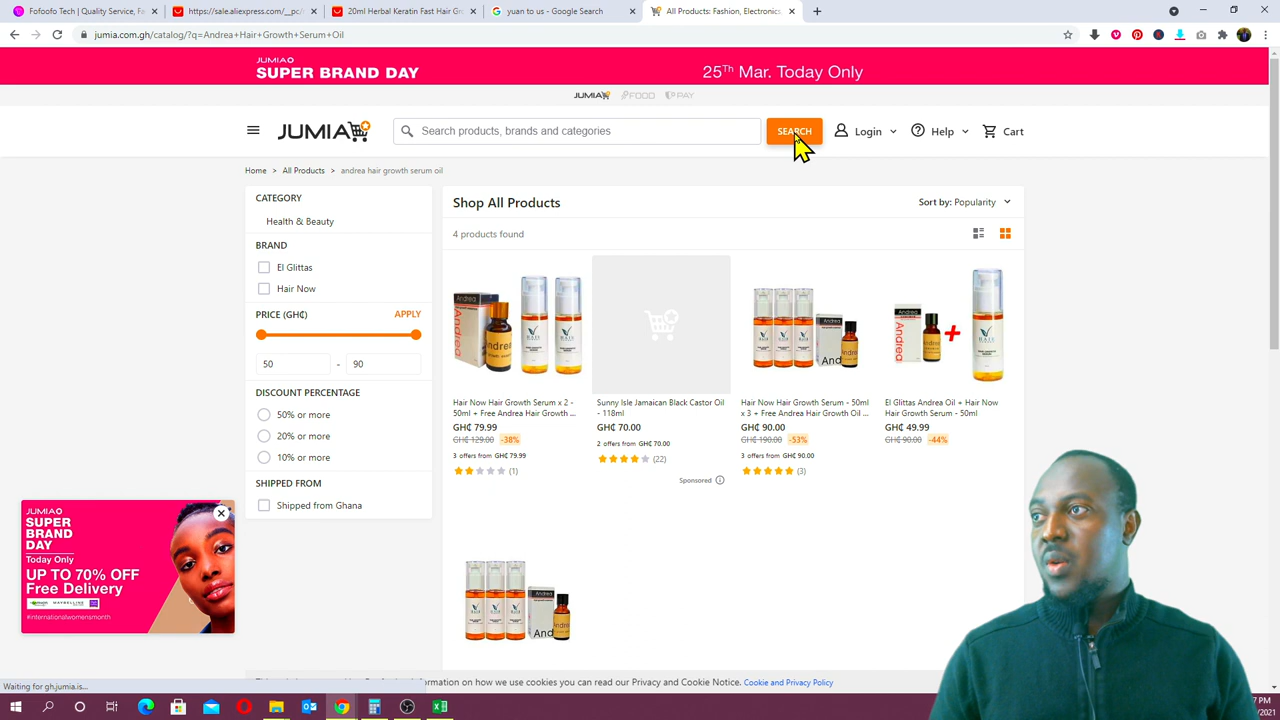 Fofoofo Tech | Quality Service, Fa
https://sale.aliexpress.com/__pc/
20ml Herbal Keratin Fast Hair Gr
yuan to us - Google Search
All Products: Fashion, Electronics
jumia.com.gh/catalog/?q=Andrea+Hair+Growth+Serum+Oil
JUMIA
SUPER BRAND DAY
25Th Mar. Today Only
JUMIA FOOD PAY
JUMIA
Search products, brands and categories
SEARCH
Login
Help
Cart
Home > All Products > andrea hair growth serum oil
CATEGORY
Health & Beauty
BRAND
El Glittas
Hair Now
PRICE (GH₵) APPLY
50 - 90
DISCOUNT PERCENTAGE
50% or more
20% or more
10% or more
SHIPPED FROM
Shipped from Ghana
Shop All Products
Sort by: Popularity
4 products found
Hair Now Hair Growth Serum x 2 -
50ml + Free Andrea Hair Growth ...
GH₵ 79.99
GH₵ 129.00 -38%
3 offers from GH₵ 79.99
(1)
Sunny Isle Jamaican Black Castor Oil
- 118ml
GH₵ 70.00
2 offers from GH₵ 70.00
(22)
Sponsored
Hair Now Hair Growth Serum - 50ml
x 3 + Free Andrea Hair Growth Oil ...
GH₵ 90.00
GH₵ 190.00 -53%
3 offers from GH₵ 90.00
(3)
El Glittas Andrea Oil + Hair Now
Hair Growth Serum - 50ml
GH₵ 49.99
GH₵ 90.00 -44%
JUMIA
SUPER
BRAND
DAY
Today Only
UP TO 70% OFF
Free Delivery
#internationalwomensmonth
information on how we use cookies you can read our Privacy and Cookie Notice. Cookie and Privacy Policy
Waiting for gh.jumia.is...